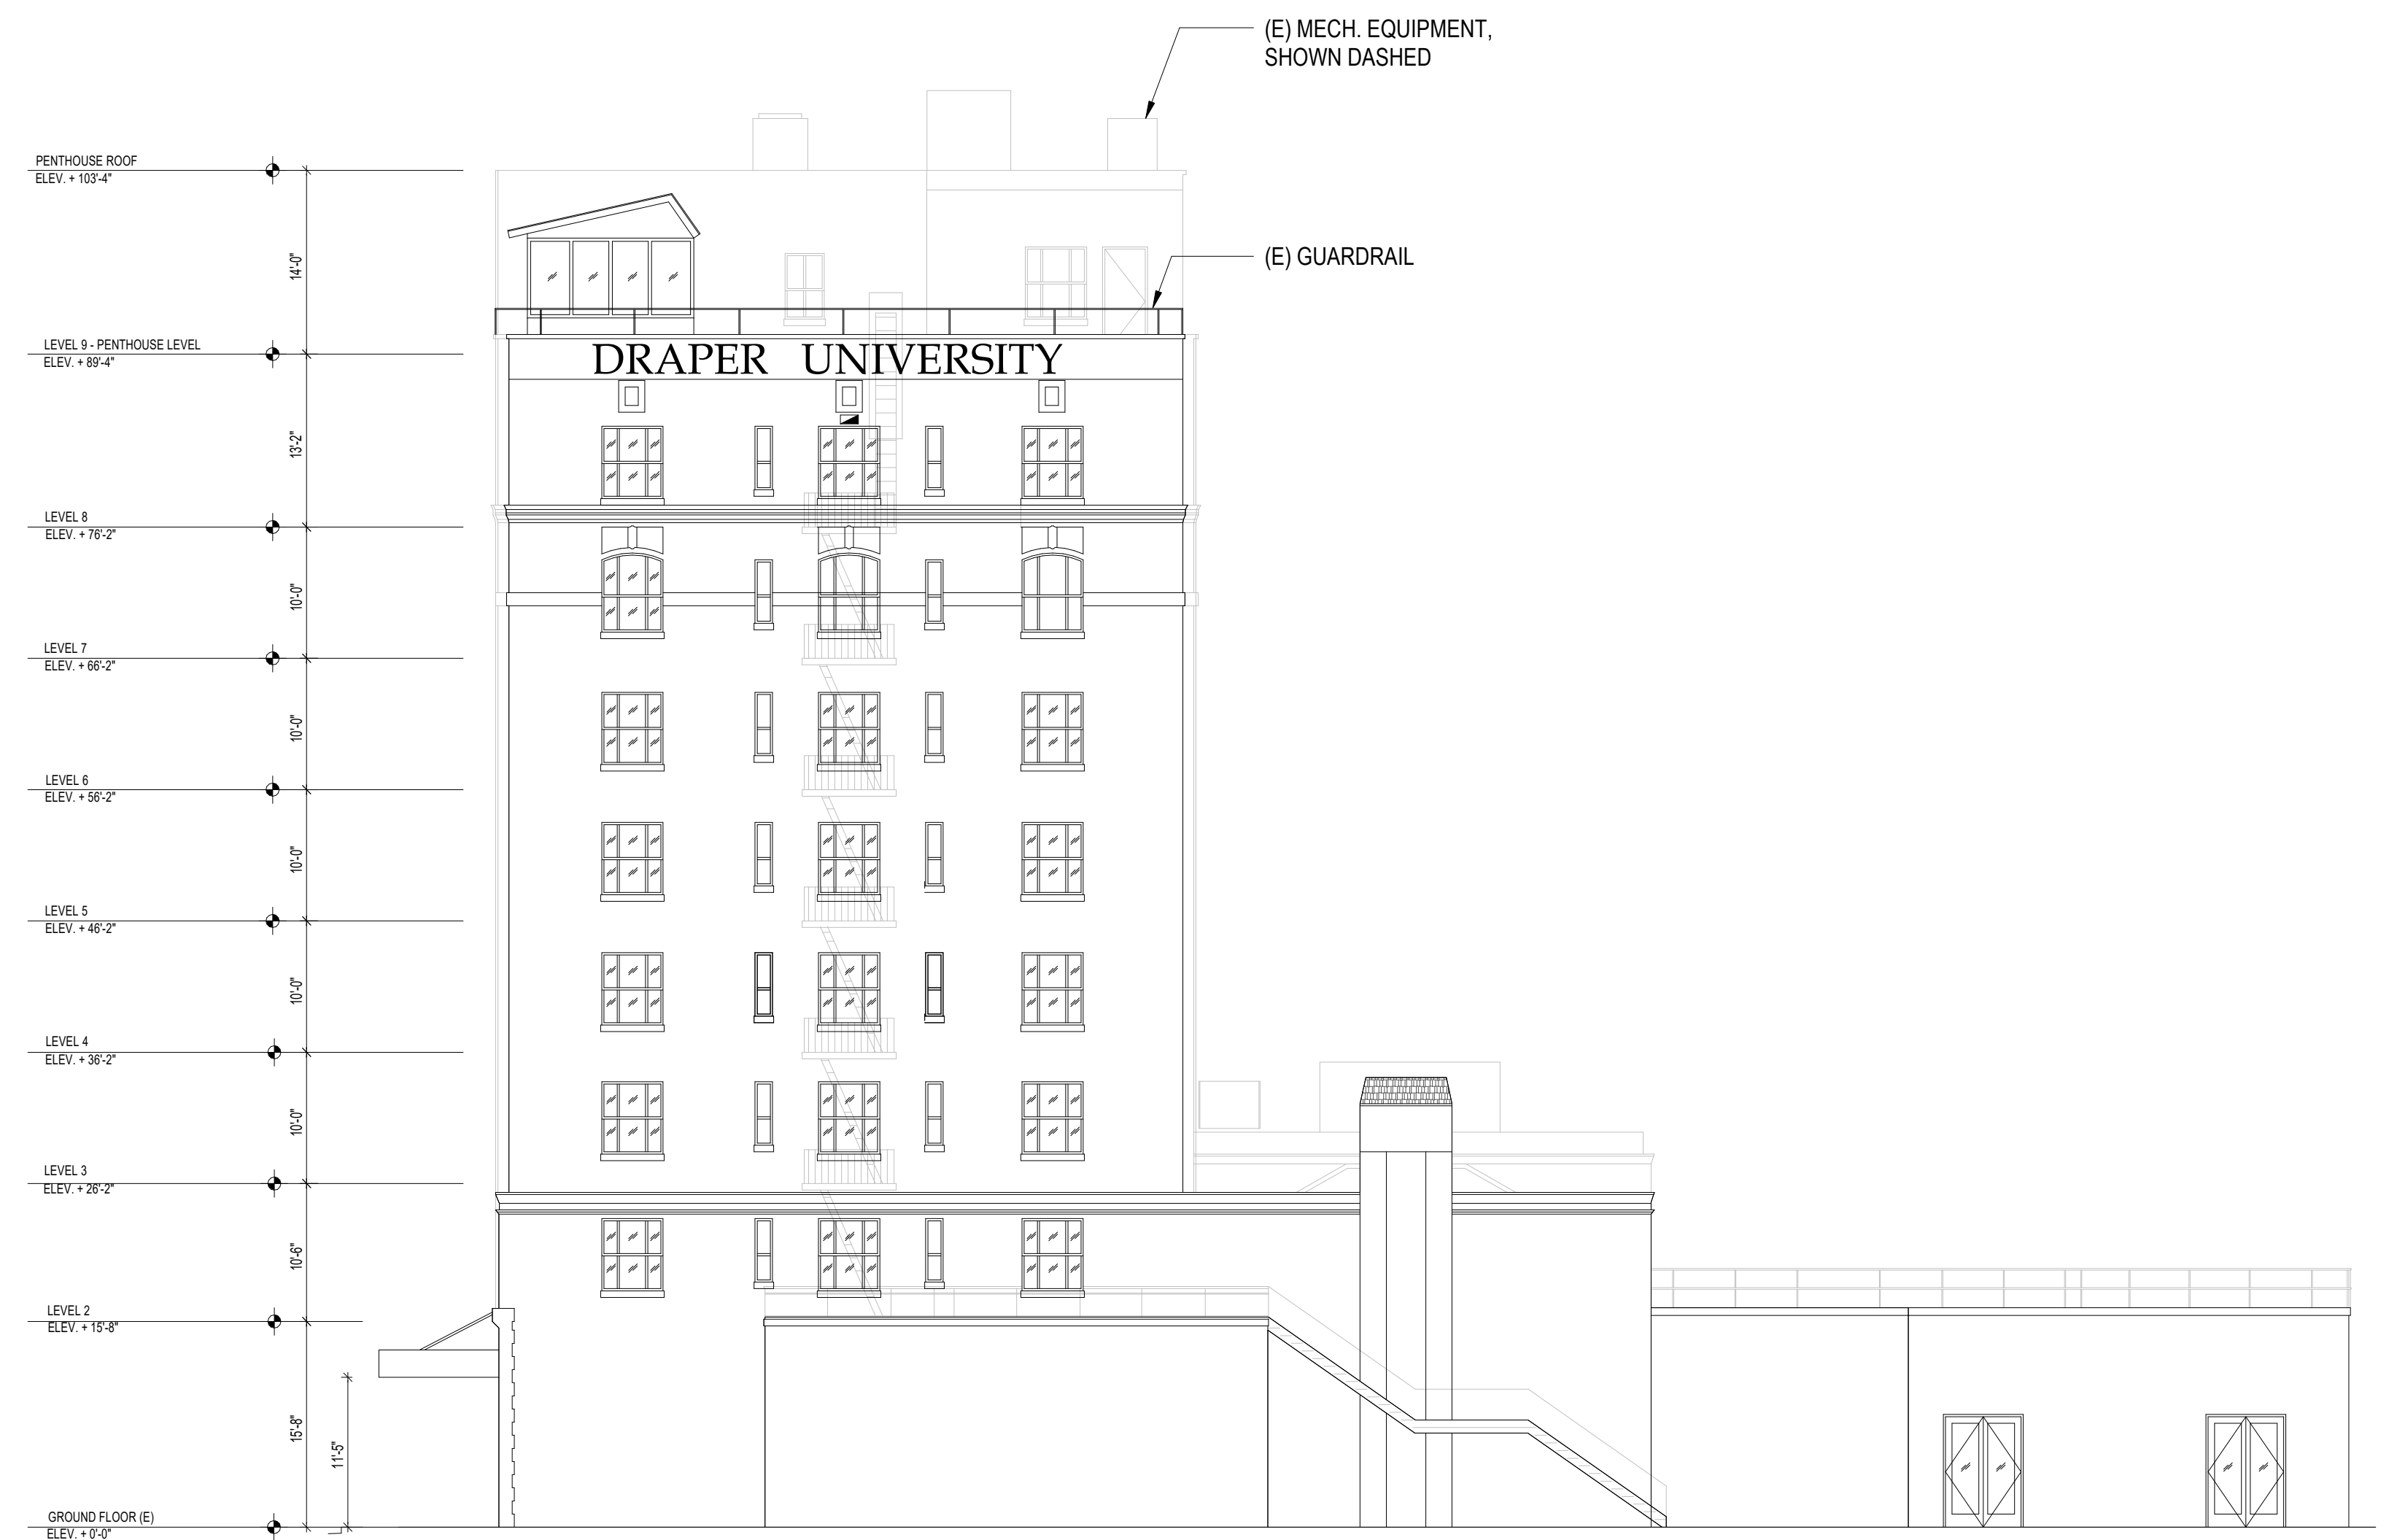 (E) MECH. EQUIPMENT,
SHOWN DASHED
PENTHOUSE ROOF
ELEV. + 103'-4"
14'-0"
(E) GUARDRAIL
LEVEL 9 - PENTHOUSE LEVEL
ELEV. + 89'-4"
DRAPER UNIVERSITY
13'-2"
LEVEL 8
ELEV. + 76'-2"
10'-0"
LEVEL 7
ELEV. + 66'-2"
10'-0"
LEVEL 6
ELEV. + 56'-2"
10'-0"
LEVEL 5
ELEV. + 46'-2"
10'-0"
LEVEL 4
ELEV. + 36'-2"
10'-0"
LEVEL 3
ELEV. + 26'-2"
10'-6"
LEVEL 2
ELEV. + 15'-8"
15'-8"
11'-5"
GROUND FLOOR (E)
ELEV. + 0'-0"